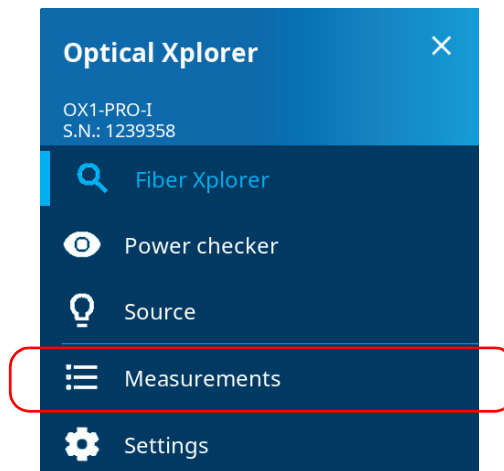 Optical Xplorer
OX1-PRO-I
S.N.: 1239358
Fiber Xplorer
Power checker
Source
Measurements
Settings